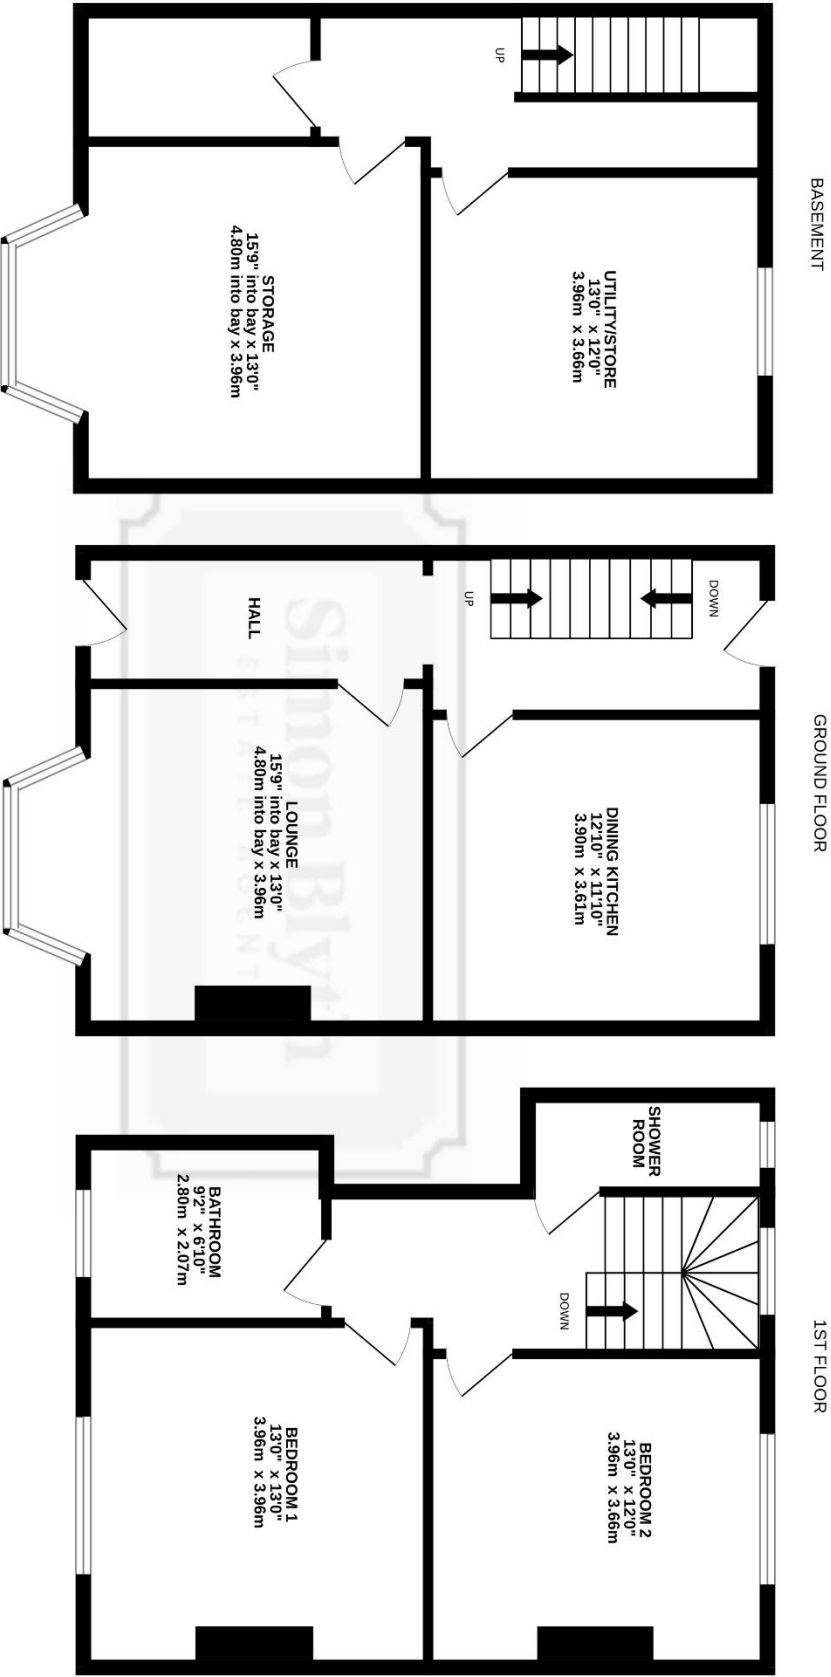 BASEMENT
UP
UTILITY/STORE
13'0" x 12'0"
3.96m x 3.66m
STORAGE
15'9" into bay x 13'0"
4.80m into bay x 3.96m
GROUND FLOOR
DOWN
UP
HALL
DINING KITCHEN
12'10" x 11'10"
3.90m x 3.61m
LOUNGE
15'9" into bay x 13'0"
4.80m into bay x 3.96m
Simon Blyth
ESTATE AGENT
1ST FLOOR
SHOWER
ROOM
DOWN
BATHROOM
9'2" x 6'10"
2.80m x 2.07m
BEDROOM 2
13'0" x 12'0"
3.96m x 3.66m
BEDROOM 1
13'0" x 13'0"
3.96m x 3.96m